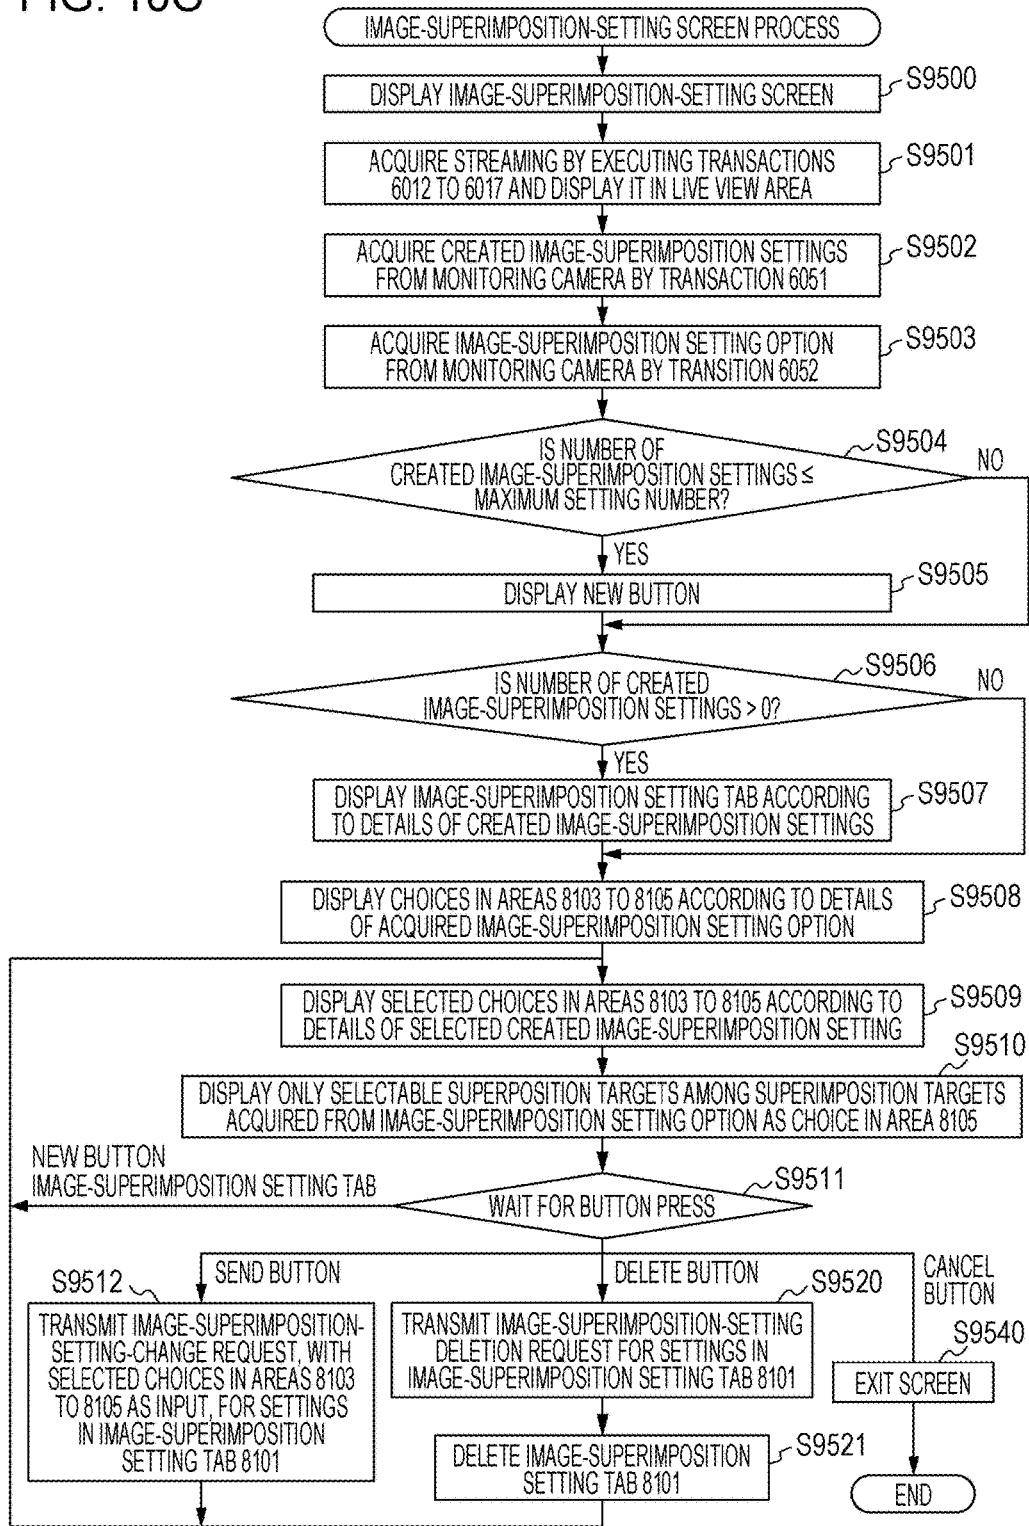 FIG. 10C
IMAGE-SUPERIMPOSITION-SETTING SCREEN PROCESS
S9500
DISPLAY IMAGE-SUPERIMPOSITION-SETTING SCREEN
S9501
ACQUIRE STREAMING BY EXECUTING TRANSACTIONS
6012 TO 6017 AND DISPLAY IT IN LIVE VIEW AREA
S9502
ACQUIRE CREATED IMAGE-SUPERIMPOSITION SETTINGS
FROM MONITORING CAMERA BY TRANSACTION 6051
S9503
ACQUIRE IMAGE-SUPERIMPOSITION SETTING OPTION
FROM MONITORING CAMERA BY TRANSITION 6052
S9504
IS NUMBER OF
CREATED IMAGE-SUPERIMPOSITION SETTINGS ≤
MAXIMUM SETTING NUMBER?
NO
YES
S9505
DISPLAY NEW BUTTON
S9506
IS NUMBER OF CREATED
IMAGE-SUPERIMPOSITION SETTINGS > 0?
NO
YES
S9507
DISPLAY IMAGE-SUPERIMPOSITION SETTING TAB ACCORDING
TO DETAILS OF CREATED IMAGE-SUPERIMPOSITION SETTINGS
S9508
DISPLAY CHOICES IN AREAS 8103 TO 8105 ACCORDING TO DETAILS
OF ACQUIRED IMAGE-SUPERIMPOSITION SETTING OPTION
S9509
DISPLAY SELECTED CHOICES IN AREAS 8103 TO 8105 ACCORDING TO
DETAILS OF SELECTED CREATED IMAGE-SUPERIMPOSITION SETTING
S9510
DISPLAY ONLY SELECTABLE SUPERPOSITION TARGETS AMONG SUPERIMPOSITION TARGETS
ACQUIRED FROM IMAGE-SUPERIMPOSITION SETTING OPTION AS CHOICE IN AREA 8105
NEW BUTTON
IMAGE-SUPERIMPOSITION SETTING TAB
S9511
WAIT FOR BUTTON PRESS
SEND BUTTON
DELETE BUTTON
CANCEL
BUTTON
S9512
TRANSMIT IMAGE-SUPERIMPOSITION-
SETTING-CHANGE REQUEST, WITH
SELECTED CHOICES IN AREAS 8103
TO 8105 AS INPUT, FOR SETTINGS
IN IMAGE-SUPERIMPOSITION
SETTING TAB 8101
S9520
TRANSMIT IMAGE-SUPERIMPOSITION-SETTING
DELETION REQUEST FOR SETTINGS IN
IMAGE-SUPERIMPOSITION SETTING TAB 8101
S9521
DELETE IMAGE-SUPERIMPOSITION
SETTING TAB 8101
S9540
EXIT SCREEN
END